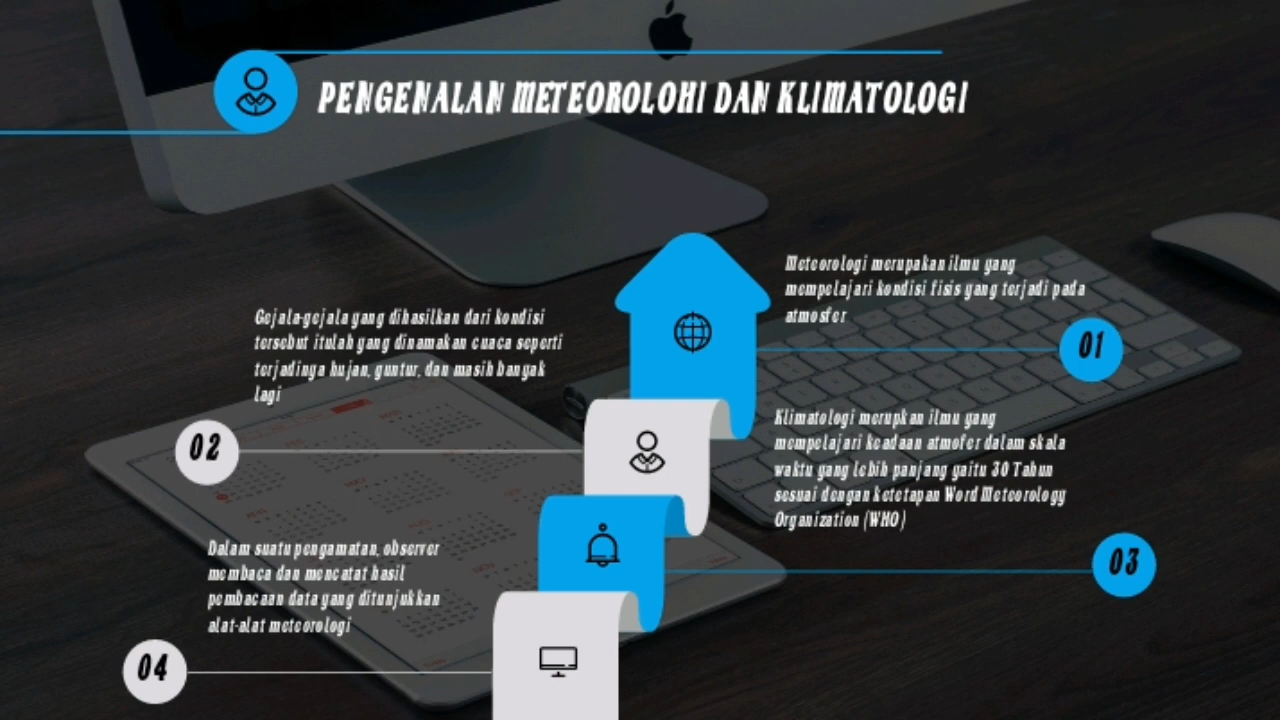 PENGENALAN METEOROLOHI DAN KLIMATOLOGI
Meteorologi merupakan ilmu yang
mempelajari kondisi fisis yang terjadi pada
atmosfer
01
Gejala-gejala yang dihasilkan dari kondisi
tersebut itulah yang dinamakan cuaca seperti
terjadinya hujan, guntur, dan masih banyak
lagi
02
Klimatologi merupkan ilmu yang
mempelajari keadaan atmofer dalam skala
waktu yang lebih panjang yaitu 30 Tahun
sesuai dengan ketetapan Word Meteorology
Organization (WHO)
03
Dalam suatu pengamatan, observer
membaca dan mencatat hasil
pembacaan data yang ditunjukkan
alat-alat meteorologi
04